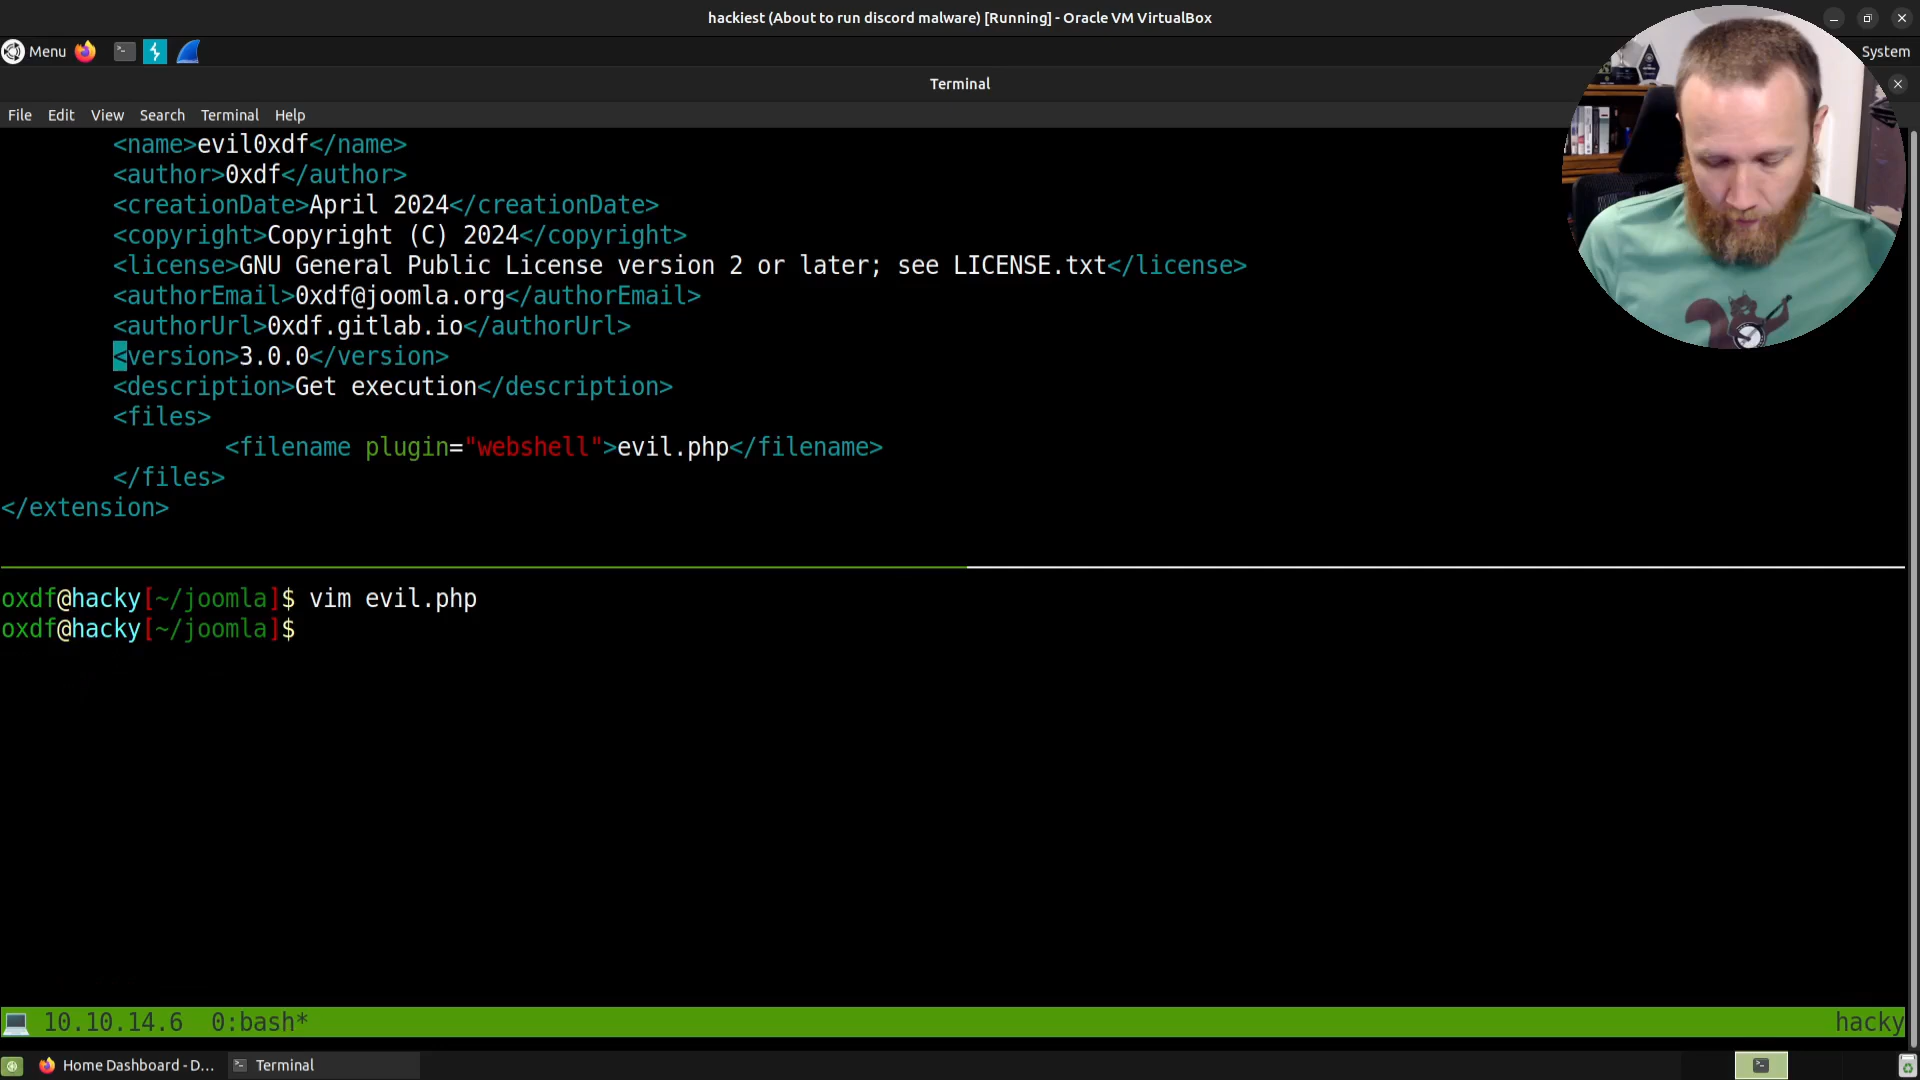 hackiest (About to run discord malware) [Running] - Oracle VM VirtualBox
Menu
System
Terminal
File Edit View Search Terminal Help
<name>evil0xdf</name>
<author>0xdf</author>
<creationDate>April 2024</creationDate>
<copyright>Copyright (C) 2024</copyright>
<license>GNU General Public License version 2 or later; see LICENSE.txt</license>
<authorEmail>0xdf@joomla.org</authorEmail>
<authorUrl>0xdf.gitlab.io</authorUrl>
<version>3.0.0</version>
<description>Get execution</description>
<files>
<filename plugin="webshell">evil.php</filename>
</files>
</extension>
oxdf@hacky[~/joomla]$ vim evil.php
oxdf@hacky[~/joomla]$
10.10.14.6 0:bash*
hacky
Home Dashboard - D...
Terminal